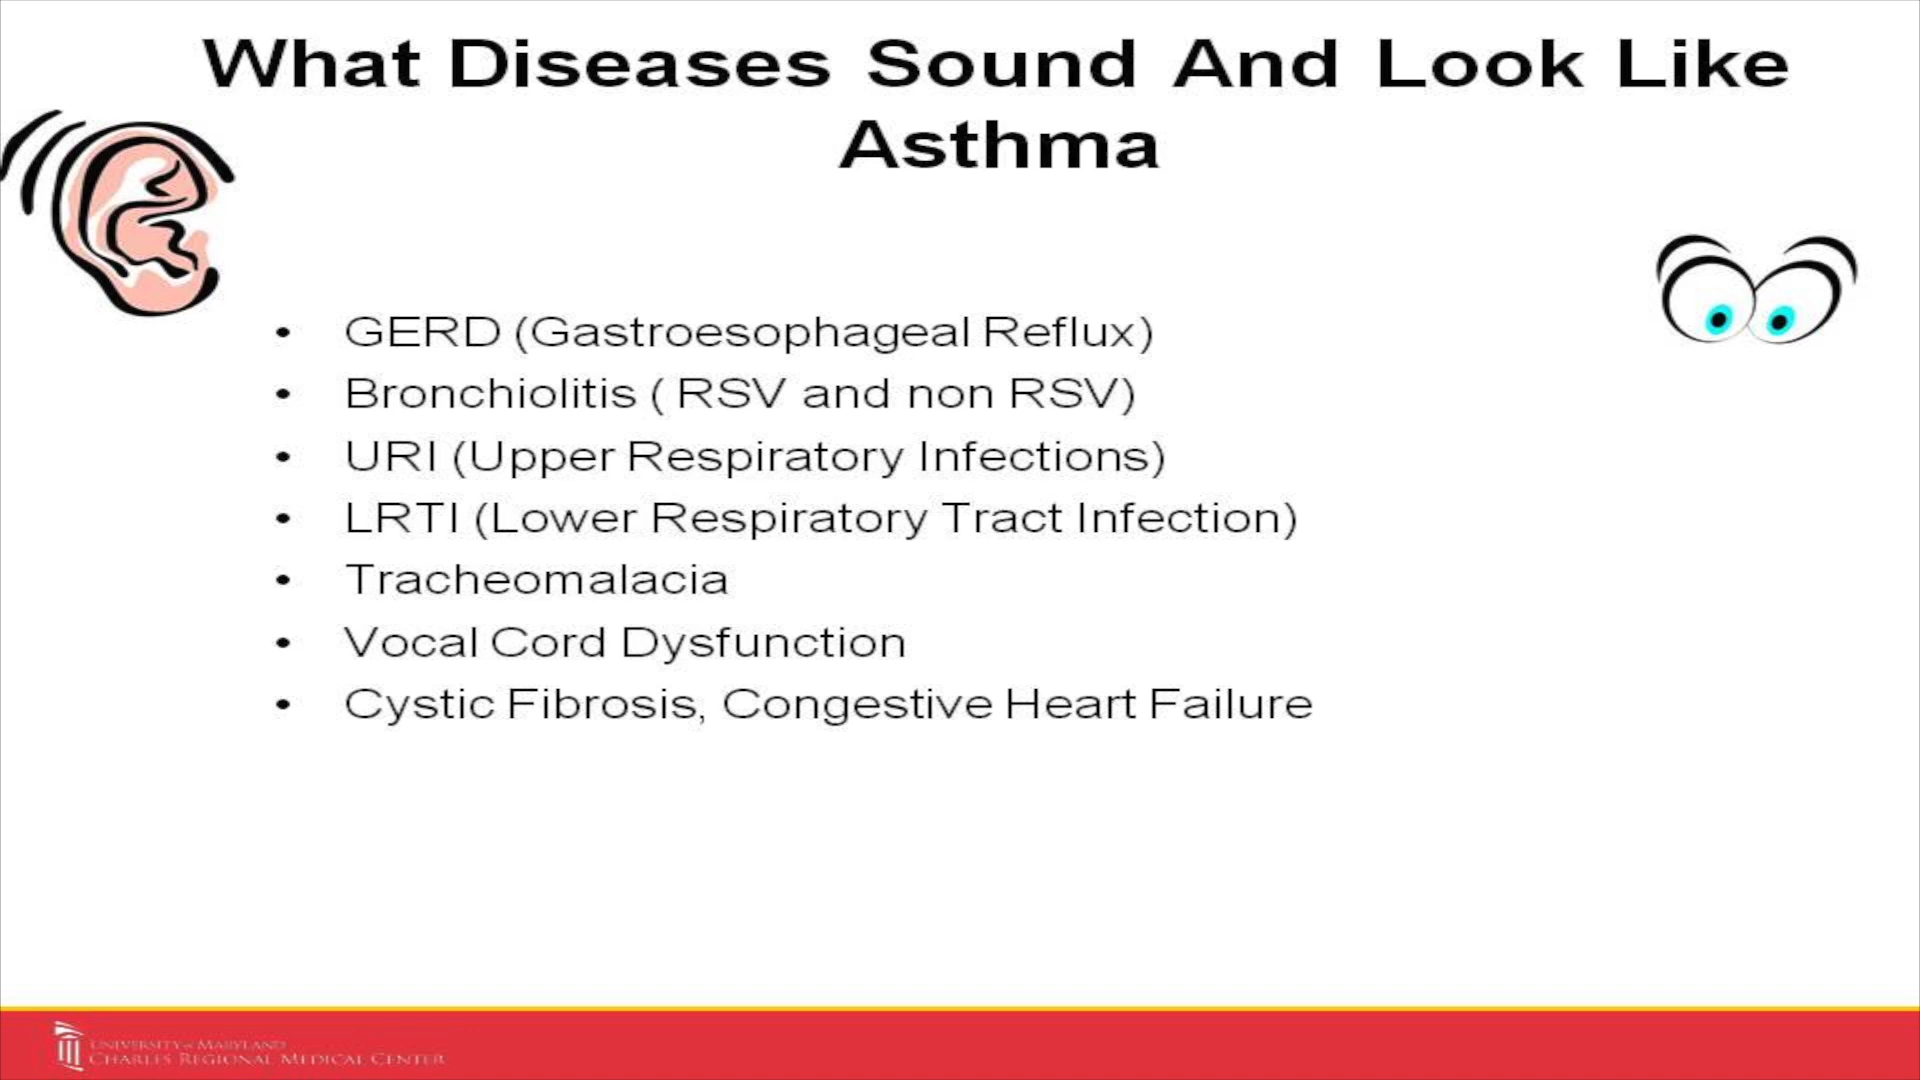 What Diseases Sound And Look Like
Asthma
• GERD (Gastroesophageal Reflux)
• Bronchiolitis ( RSV and non RSV)
• URI (Upper Respiratory Infections)
• LRTI (Lower Respiratory Tract Infection)
• Tracheomalacia
• Vocal Cord Dysfunction
• Cystic Fibrosis, Congestive Heart Failure
UNIVERSITY of MARYLAND
CHARLES REGIONAL MEDICAL CENTER